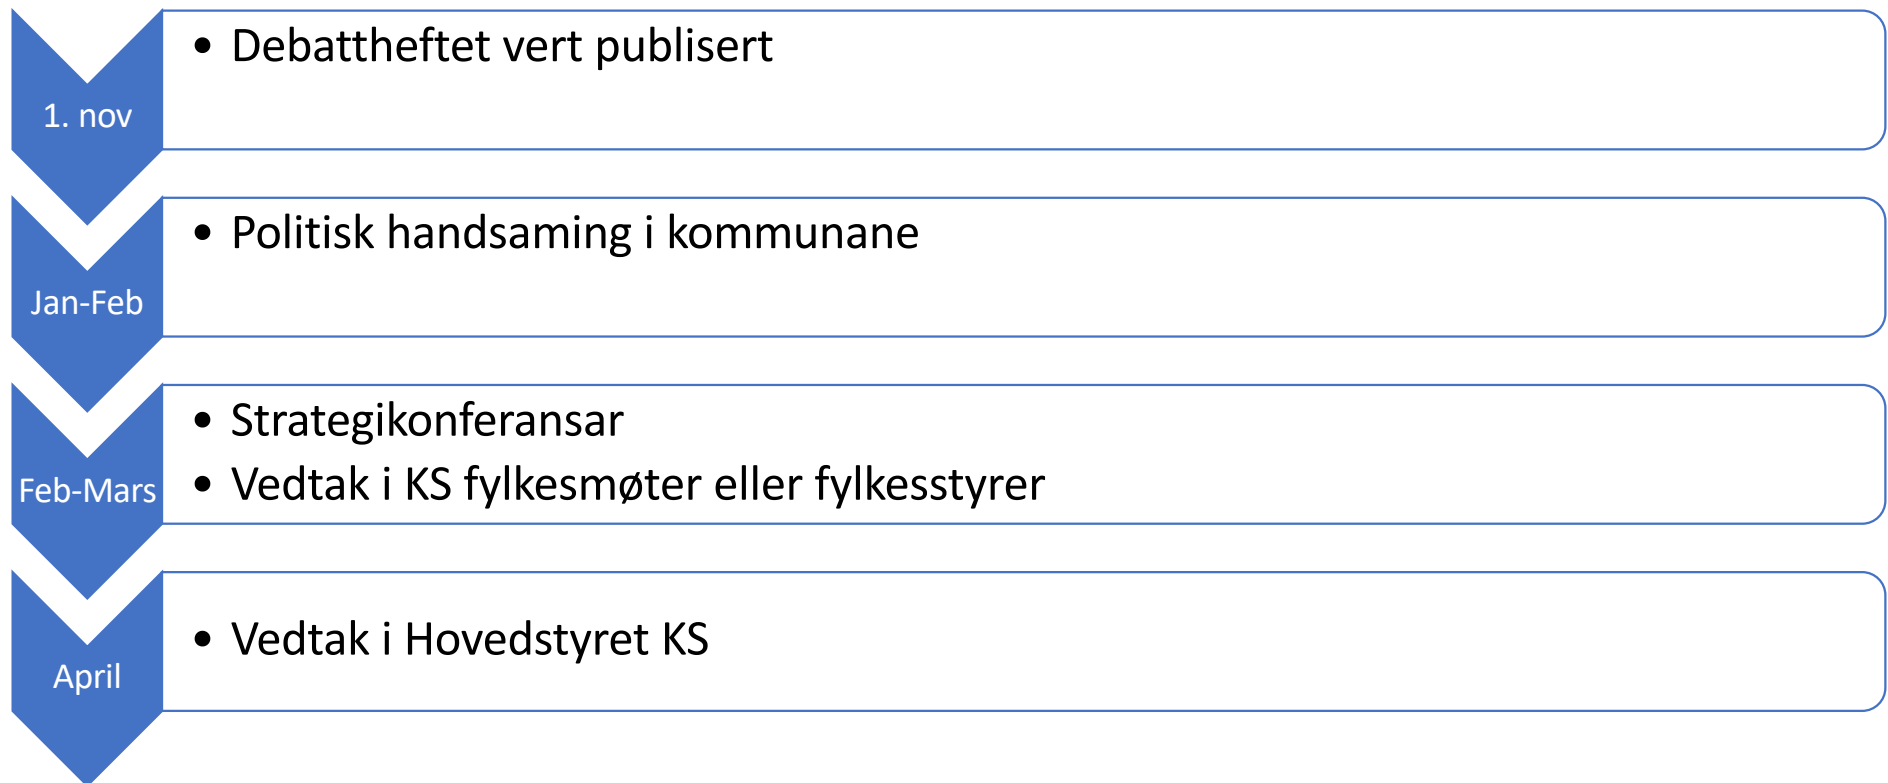 1. nov
• Debattheftet vert publisert
Jan-Feb
• Politisk handsaming i kommunane
Feb-Mars
• Strategikonferansar
• Vedtak i KS fylkesmøter eller fylkesstyrer
April
• Vedtak i Hovedstyret KS